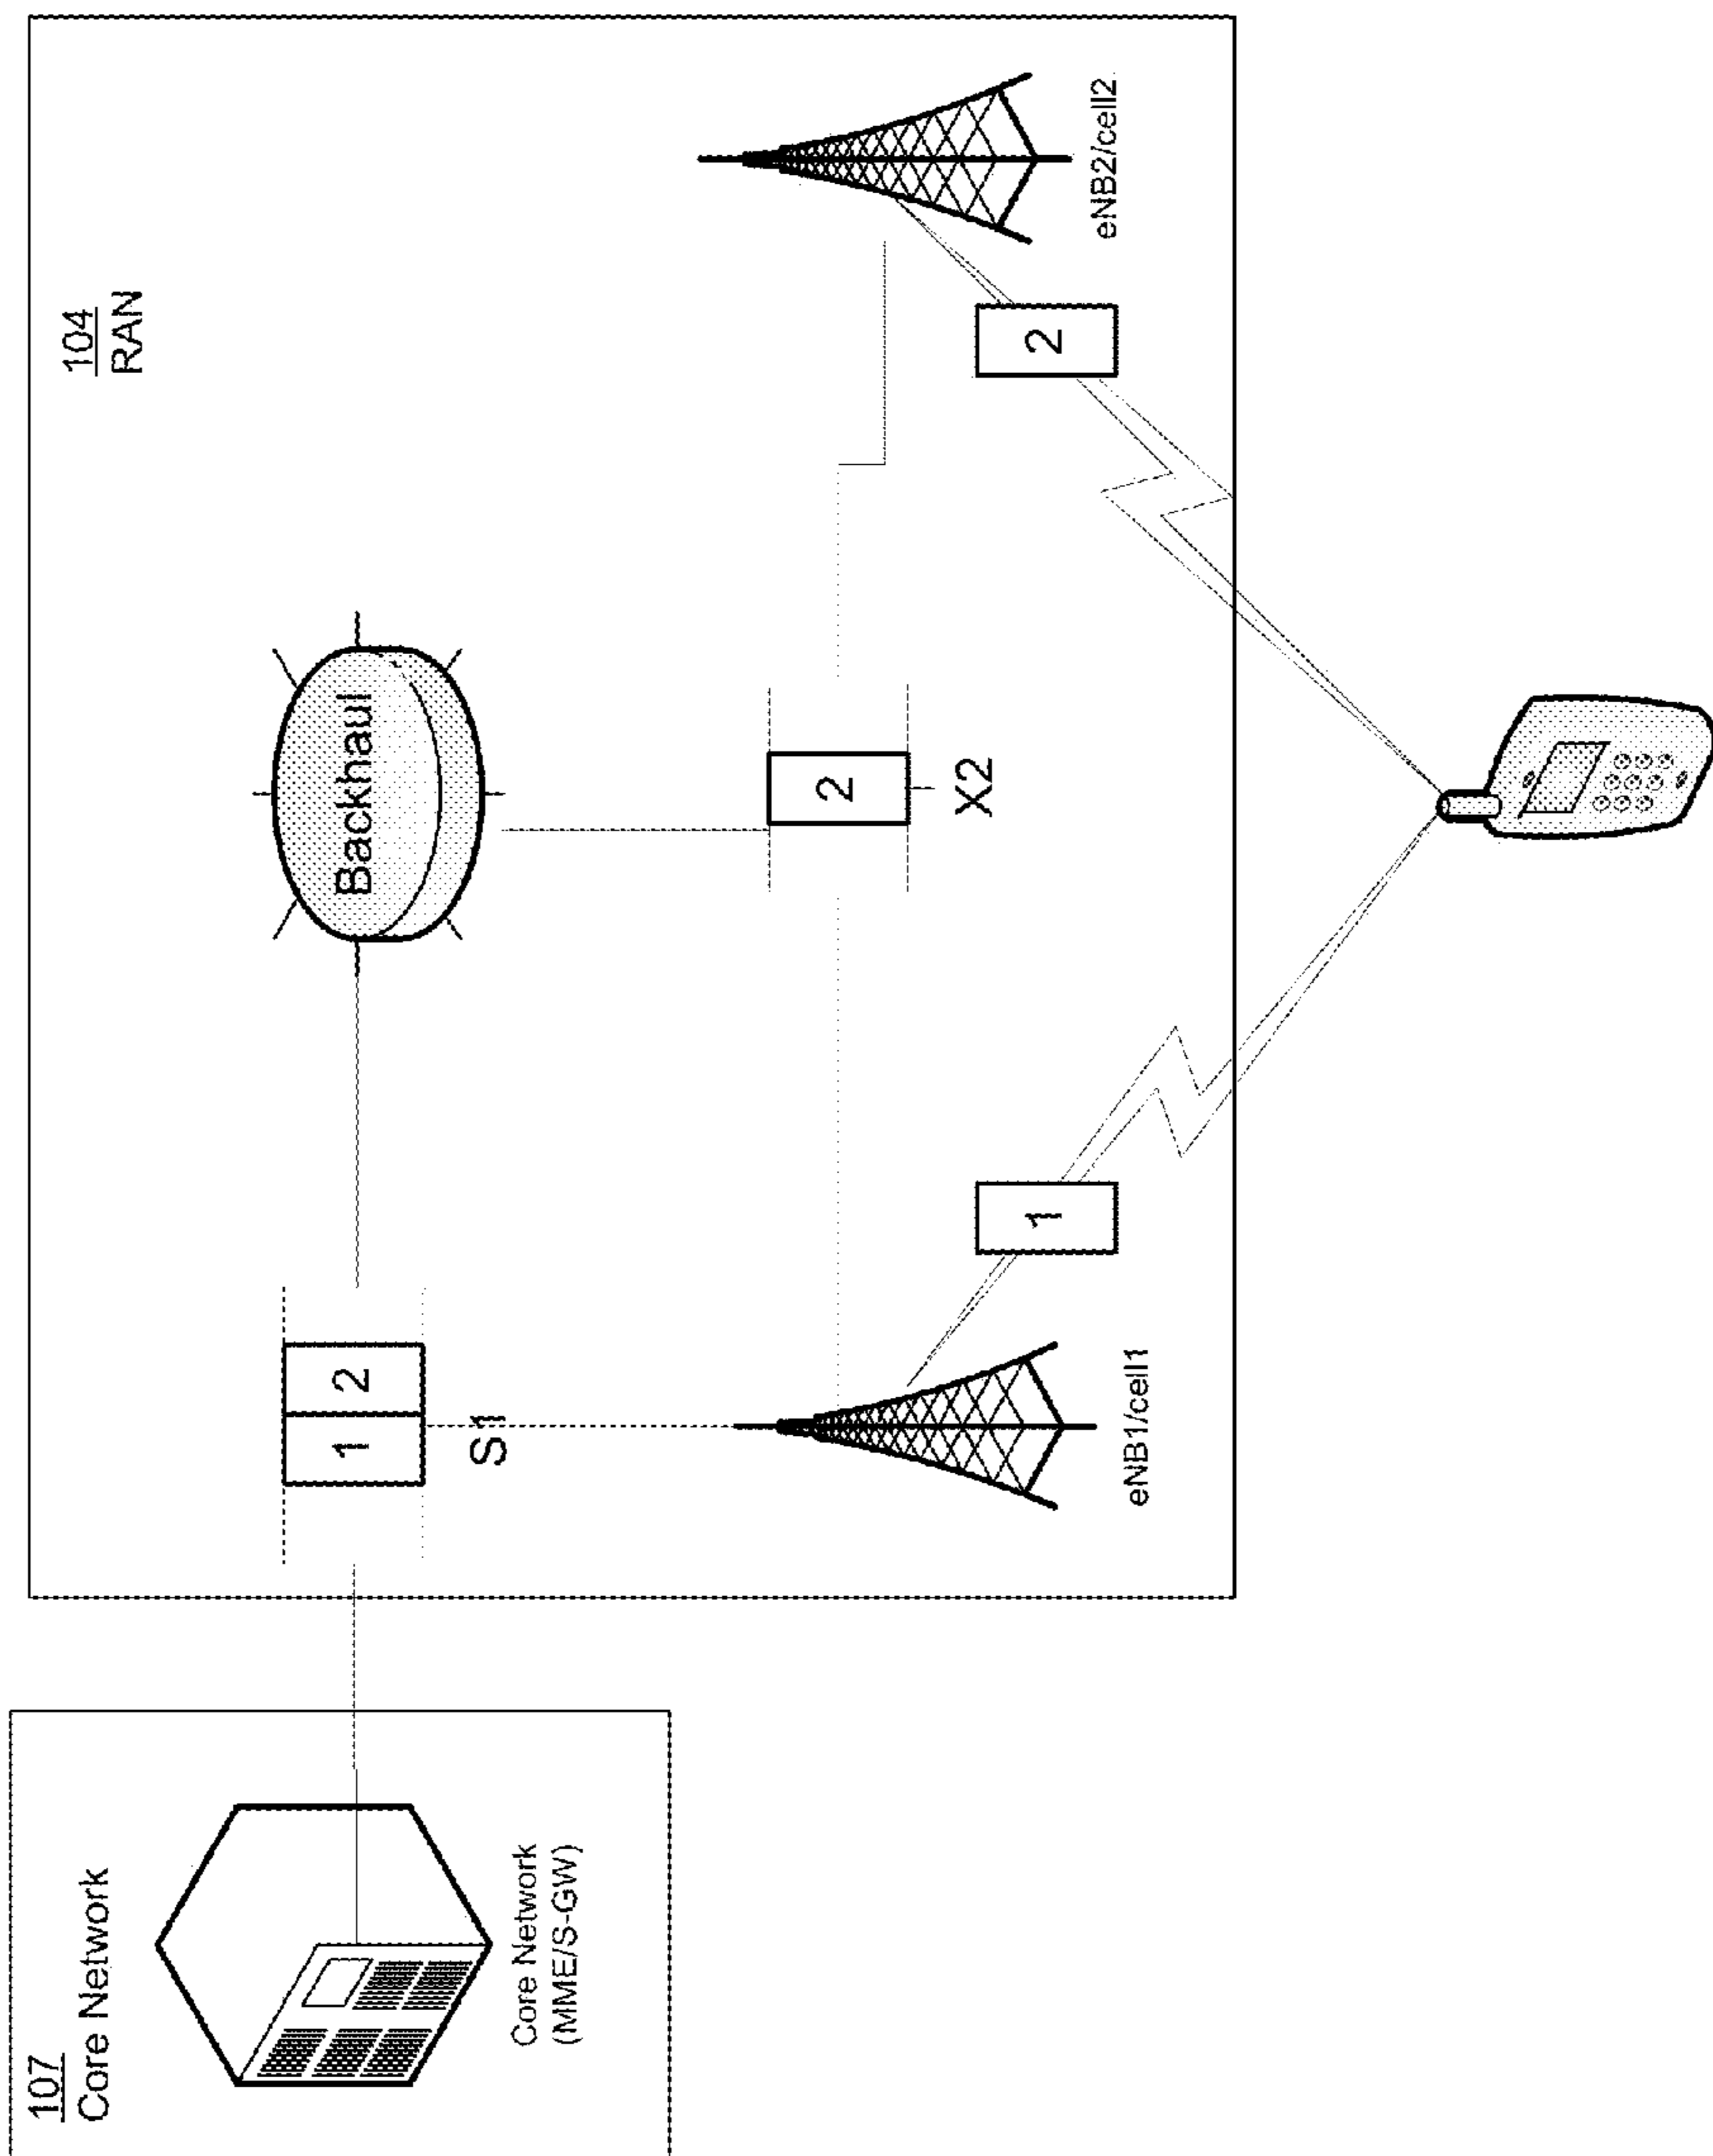 107
Core Network
Core Network
(MME/S-GW)
104
RAN
1
2
S1
Backhaul
2
X2
1
2
eNB1/cell1
eNB2/cell2